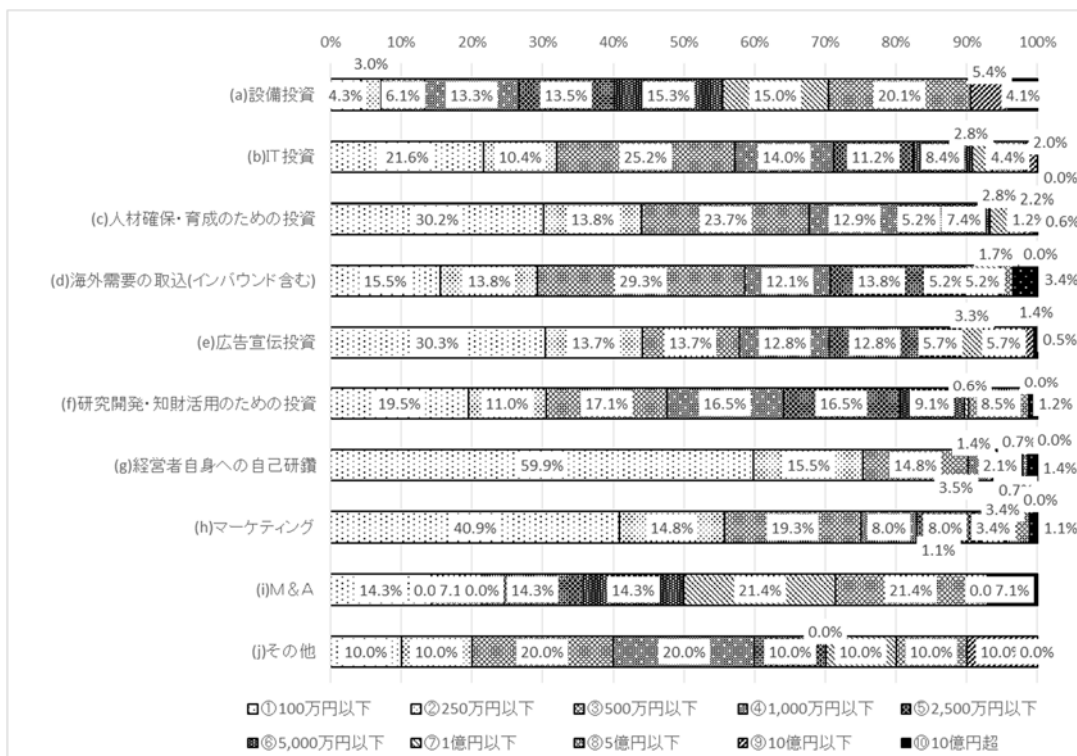 0% 10% 20% 30% 40% 50% 60% 70% 80% 90% 100%
3.0% 5.4%
(a)設備投資 4.3% 6.1% 13.3% 13.5% 15.3% 15.0% 20.1% 4.1%
2.8% 2.0%
(b)IT投資 21.6% 10.4% 25.2% 14.0% 11.2% 8.4% 4.4%
0.0%
2.8% 2.2%
(c)人材確保・育成のための投資 30.2% 13.8% 23.7% 12.9% 5.2% 7.4% 1.2% 0.6%
1.7% 0.0%
(d)海外需要の取込(インバウンド含む) 15.5% 13.8% 29.3% 12.1% 13.8% 5.2% 5.2% 3.4%
3.3% 1.4%
(e)広告宣伝投資 30.3% 13.7% 13.7% 12.8% 12.8% 5.7% 5.7% 0.5%
0.6% 0.0%
(f)研究開発・知財活用のための投資 19.5% 11.0% 17.1% 16.5% 16.5% 9.1% 8.5% 1.2%
1.4% 0.7% 0.0%
(g)経営者自身への自己研鑽 59.9% 15.5% 14.8% 2.1% 1.4%
3.5% 0.7%
3.4% 0.0%
(h)マーケティング 40.9% 14.8% 19.3% 8.0% 8.0% 3.4% 1.1%
1.1%
(i)M&A 14.3% 0.0 7.1 0.0% 14.3% 14.3% 21.4% 21.4% 0.0 7.1%
0.0%
(j)その他 10.0% 10.0% 20.0% 20.0% 10.0% 10.0% 10.0% 10.0% 0.0%
①100万円以下 ②250万円以下 ③500万円以下 ④1,000万円以下 ⑤2,500万円以下
⑥5,000万円以下 ⑦1億円以下 ⑧5億円以下 ⑨10億円以下 ⑩10億円超